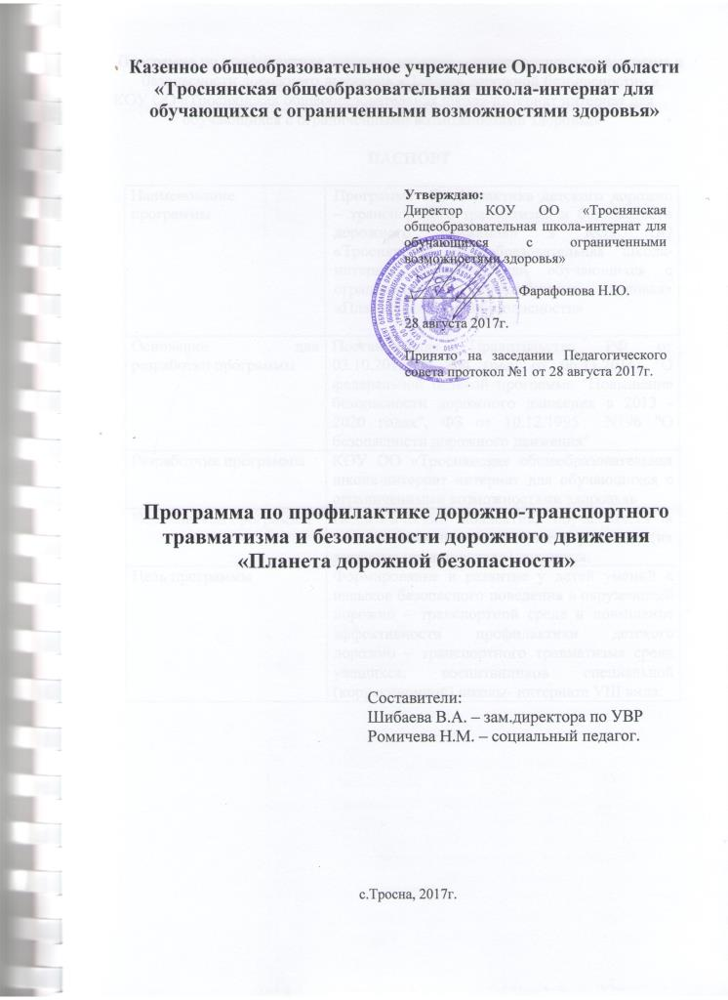 Казенное общеобразовательное учреждение Орловской области
«Троснянская общеобразовательная школа-интернат для
обучающихся с ограниченными возможностями здоровья»
Утверждаю:
Директор КОУ ОО «Троснянская
общеобразовательная школа-интернат для
обучающихся с ограниченными
возможностями здоровья»
Фарафонова Н.Ю.
28 августа 2017г.
Принято на заседании Педагогического
совета протокол №1 от 28 августа 2017г.
Программа по профилактике дорожно-транспортного
травматизма и безопасности дорожного движения
«Планета дорожной безопасности»
Составители:
Шибаева В.А. – зам.директора по УВР
Ромичева Н.М. – социальный педагог.
с.Тросна, 2017г.